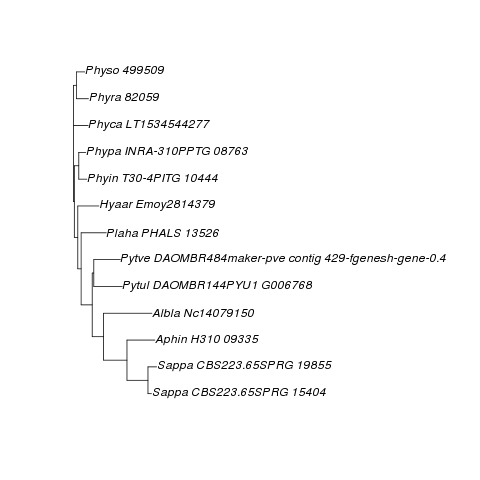 Physo 499509
Phyra 82059
Phyca LT1534544277
Phypa INRA-310PPTG 08763
Phyin T30-4PITG 10444
Hyaar Emoy2814379
Plaha PHALS 13526
Pytve DAOMBR484maker-pve contig 429-fgenesh-gene-0.4
Pytul DAOMBR144PYU1 G006768
Albla Nc14079150
Aphin H310 09335
Sappa CBS223.65SPRG 19855
Sappa CBS223.65SPRG 15404